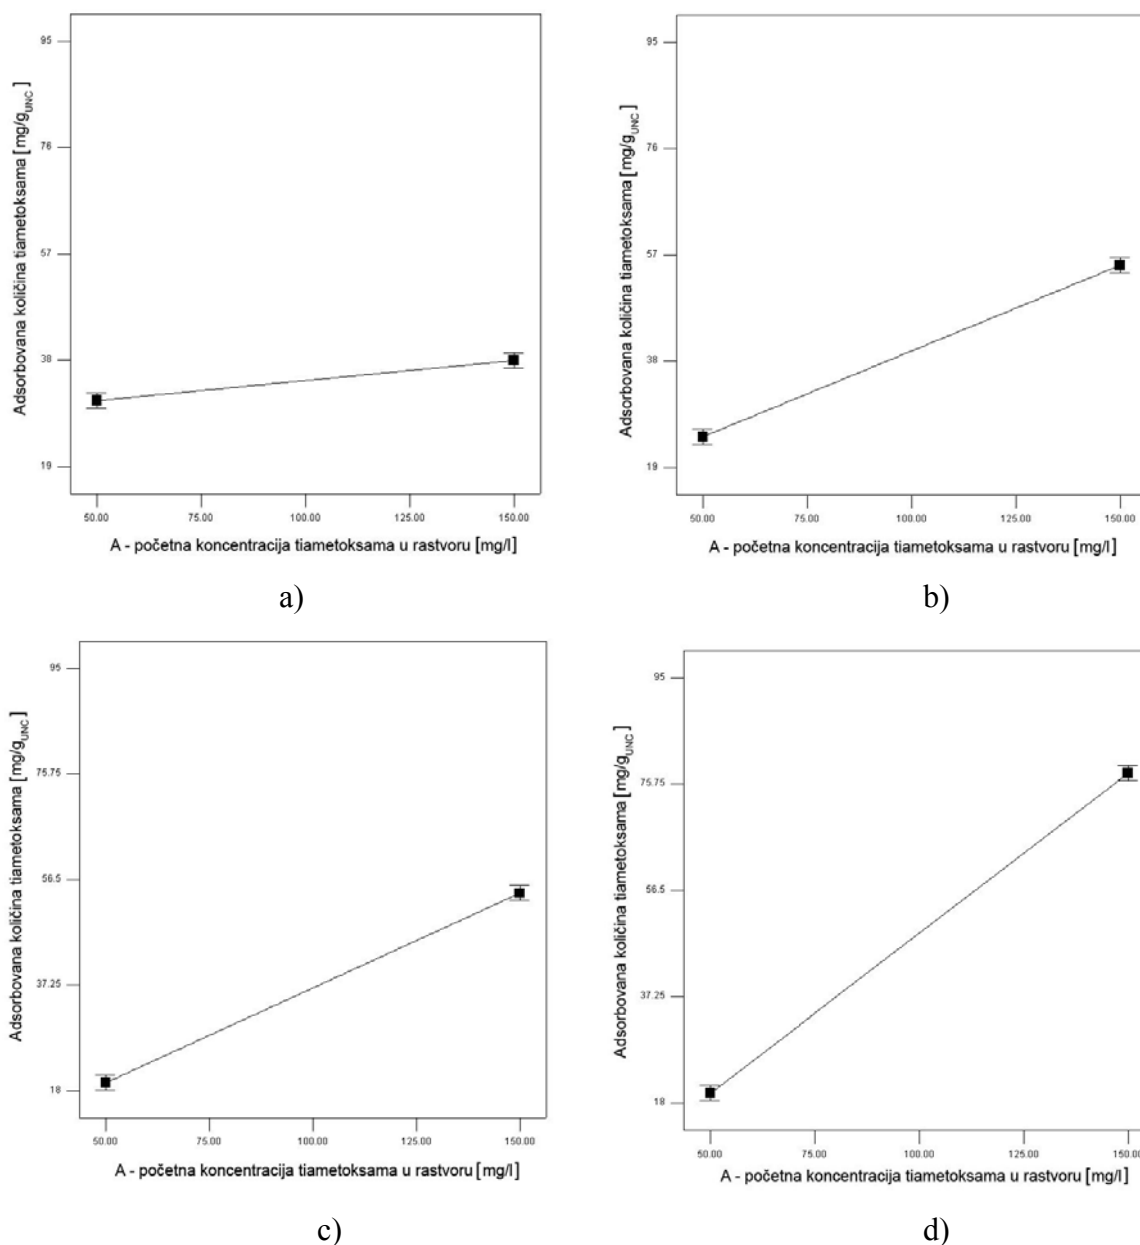 Adsorbovana količina tiametoksama [mg/gUNC]
95
76
57
38
19
50.00 75.00 100.00 125.00 150.00
A - početna koncentracija tiametoksama u rastvoru [mg/l]
a)
Adsorbovana količina tiametoksama [mg/gUNC]
95
76
57
38
19
50.00 75.00 100.00 125.00 150.00
A - početna koncentracija tiametoksama u rastvoru [mg/l]
b)
Adsorbovana količina tiametoksama [mg/gUNC]
95
75.75
56.5
37.25
18
50.00 75.00 100.00 125.00 150.00
A - početna koncentracija tiametoksama u rastvoru [mg/l]
c)
Adsorbovana količina tiametoksama [mg/gUNC]
95
75.75
56.5
37.25
18
50.00 75.00 100.00 125.00 150.00
A - početna koncentracija tiametoksama u rastvoru [mg/l]
d)